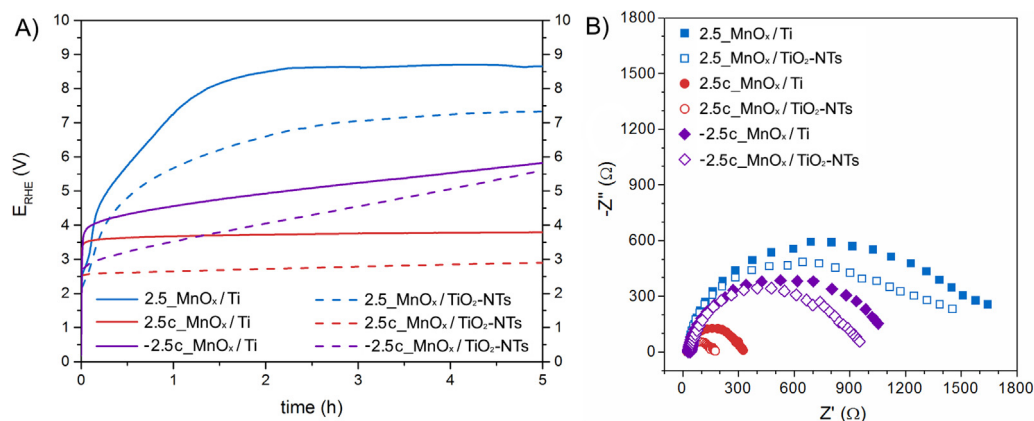 A)
E_RHE (V)
10
9
8
7
6
5
4
3
2
1
0
10
9
8
7
6
5
4
3
2
1
0
2.5_MnOₓ/Ti
2.5_MnOₓ/TiO₂-NTs
2.5c_MnOₓ/Ti
2.5c_MnOₓ/TiO₂-NTs
-2.5c_MnOₓ/Ti
-2.5c_MnOₓ/TiO₂-NTs
0 1 2 3 4 5
time (h)
B)
-Z" (Ω)
1800
1500
1200
900
600
300
0
2.5_MnOₓ/Ti
2.5_MnOₓ/TiO₂-NTs
2.5c_MnOₓ/Ti
2.5c_MnOₓ/TiO₂-NTs
-2.5c_MnOₓ/Ti
-2.5c_MnOₓ/TiO₂-NTs
0 300 600 900 1200 1500 1800
Z' (Ω)